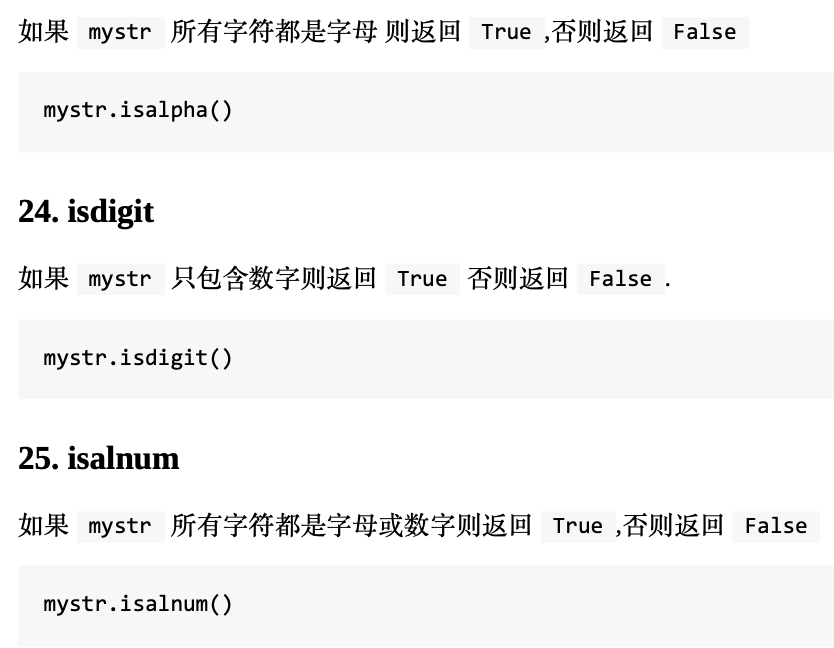 如果 mystr 所有字符都是字母 则返回 True ,否则返回 False
mystr.isalpha()
24. isdigit
如果 mystr 只包含数字则返回 True 否则返回 False .
mystr.isdigit()
25. isalnum
如果 mystr 所有字符都是字母或数字则返回 True ,否则返回 False
mystr.isalnum()